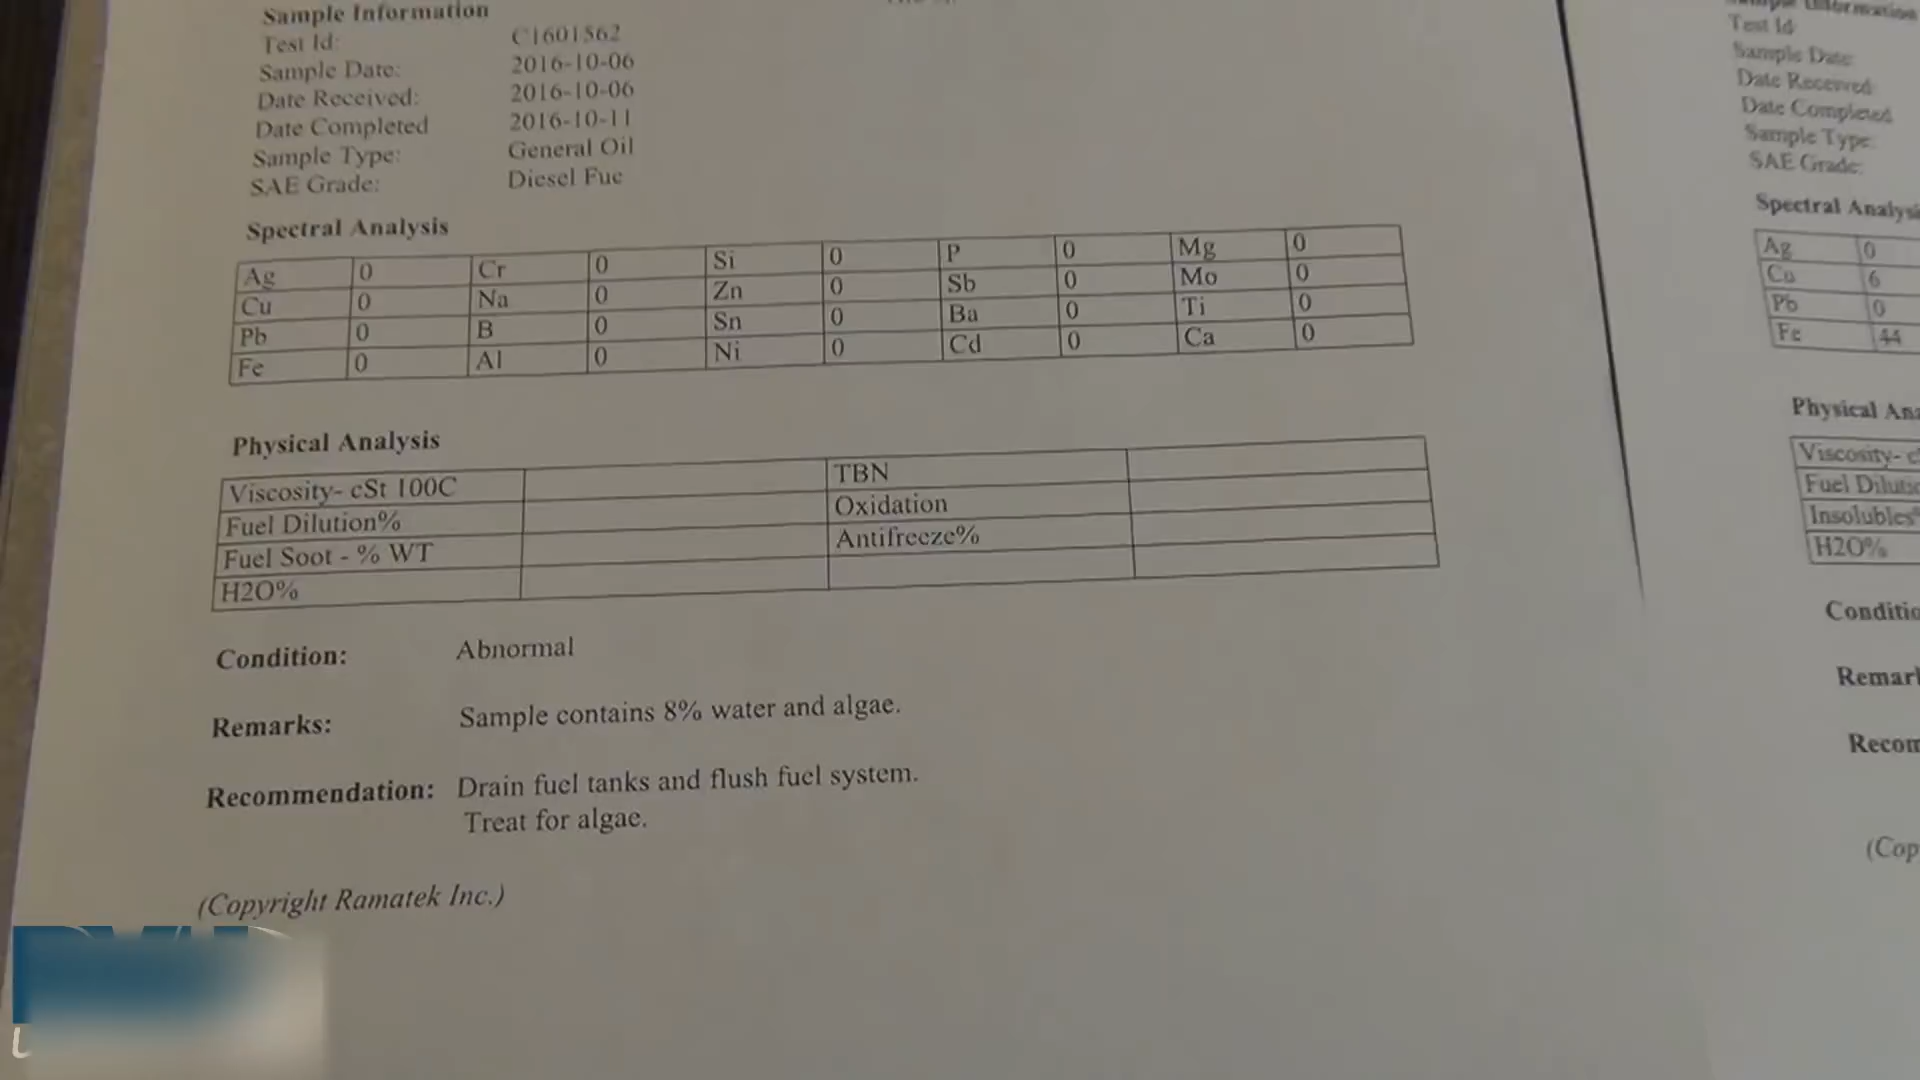 Sample Information
Test Id: C1601562
Sample Date: 2016-10-06
Date Received: 2016-10-06
Date Completed 2016-10-11
Sample Type: General Oil
SAE Grade: Diesel Fue
Spectral Analysis
Ag 0 Cr 0 Si 0 P 0 Mg 0
Cu 0 Na 0 Zn 0 Sb 0 Mo 0
Pb 0 B 0 Sn 0 Ba 0 Ti 0
Fe 0 Al 0 Ni 0 Cd 0 Ca 0
Physical Analysis
Viscosity- cSt 100C TBN
Fuel Dilution% Oxidation
Fuel Soot - % WT Antifreeze%
H2O%
Condition: Abnormal
Remarks: Sample contains 8% water and algae.
Recommendation: Drain fuel tanks and flush fuel system.
Treat for algae.
(Copyright Ramatek Inc.)
Test Id
Sample Date
Date Received
Date Completed
Sample Type
SAE Grade:
Spectral Analysi
Ag 0
Cu 6
Pb 0
Fe 44
Physical Ana
Viscosity- c
Fuel Dilutio
Insolubles
H2O%
Conditio
Remar
Recom
(Cop